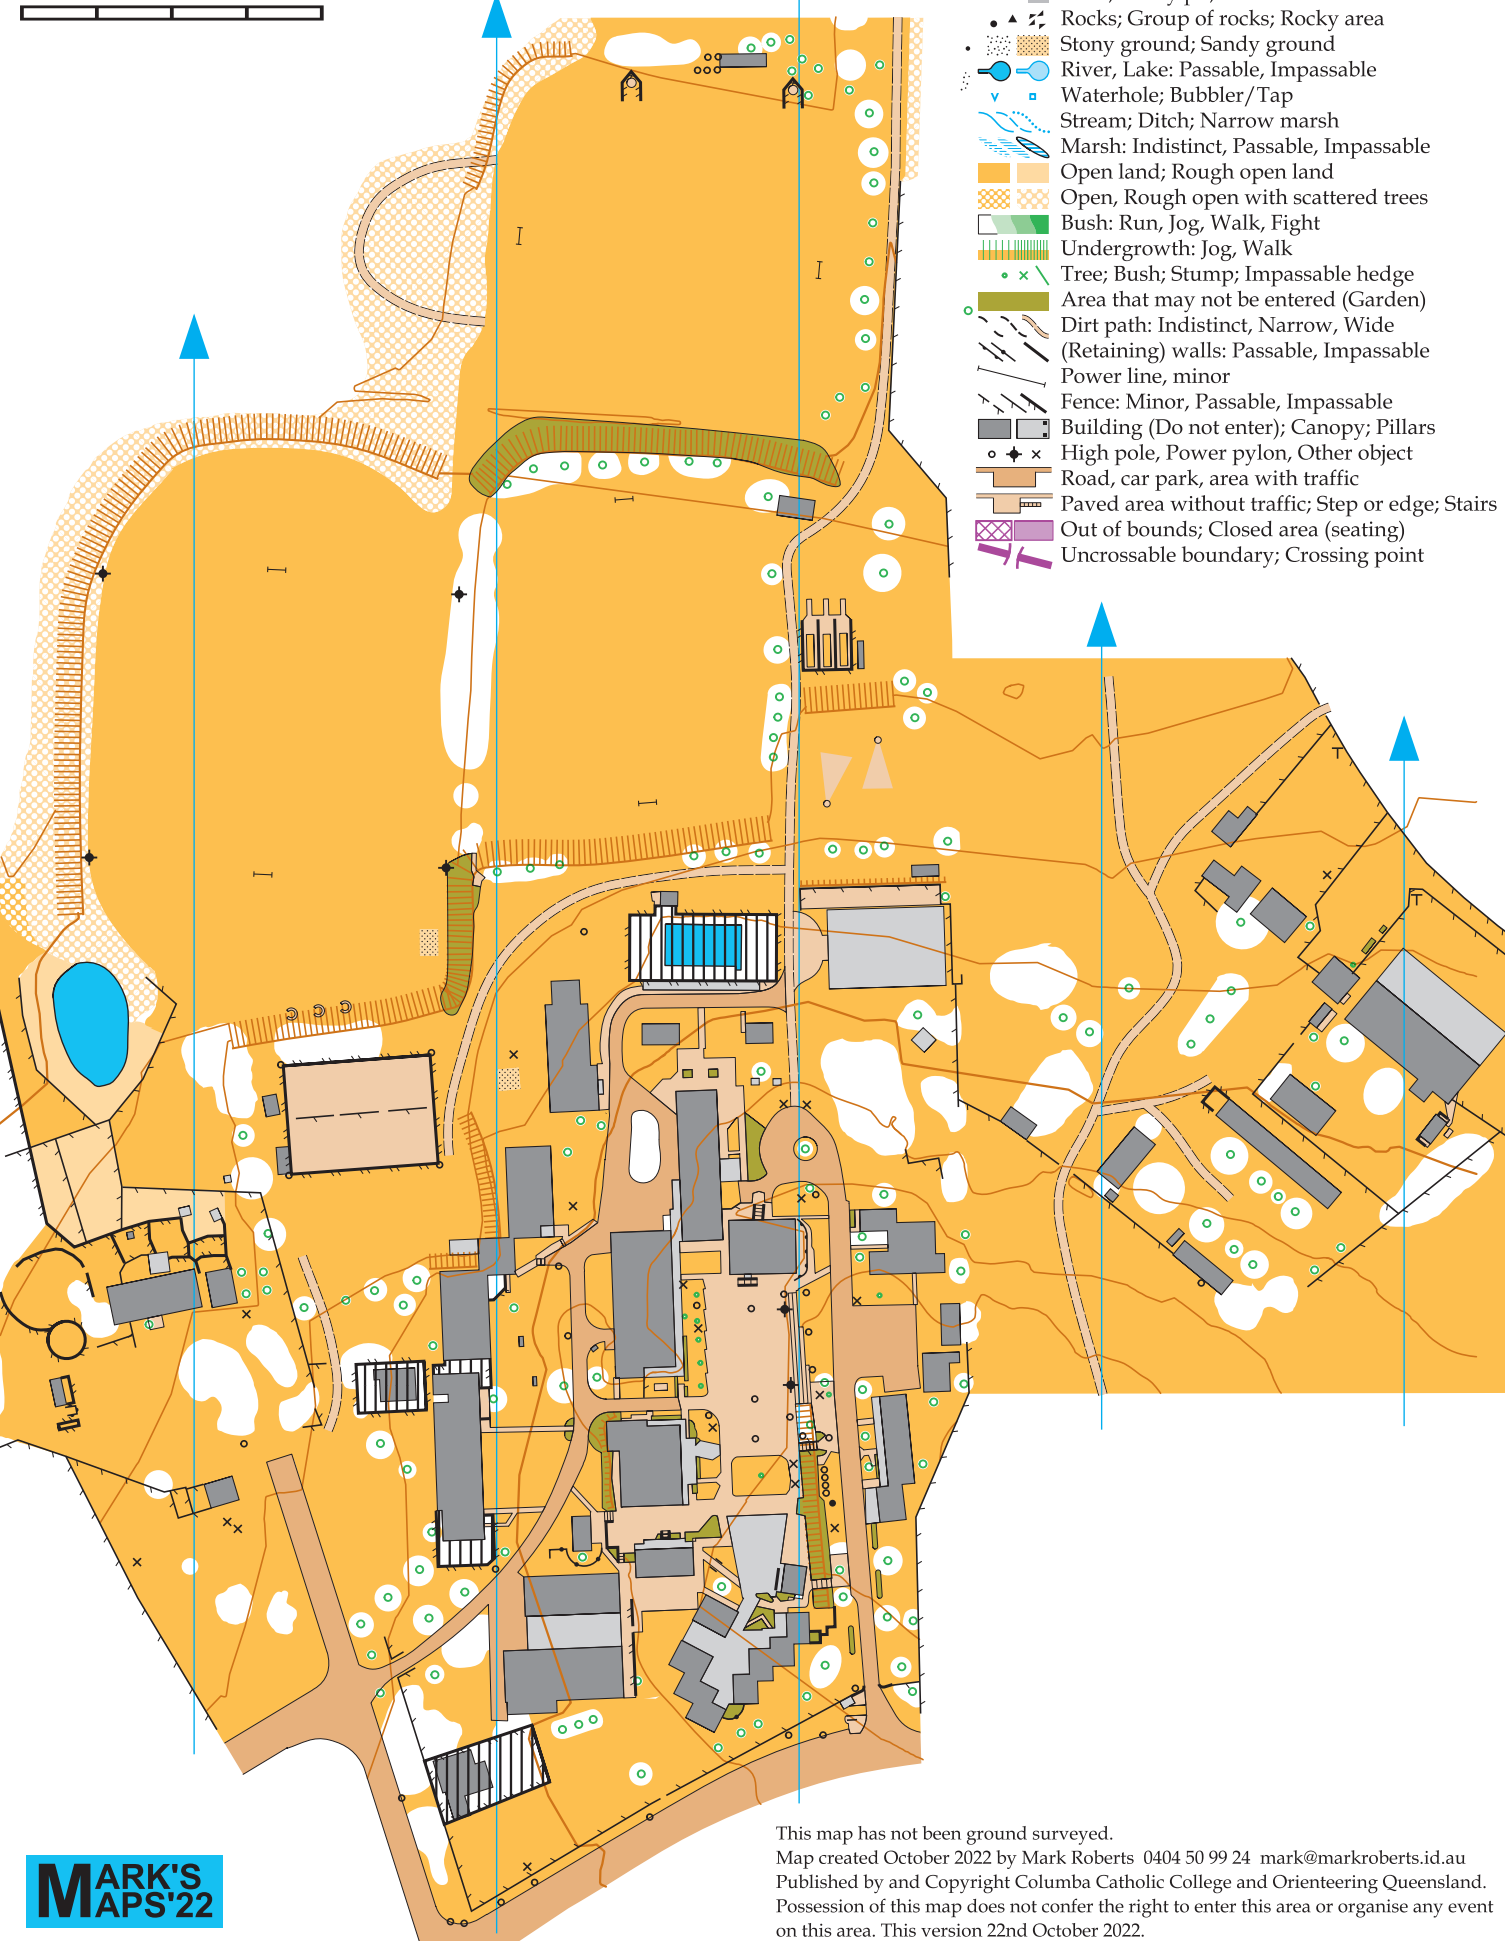 Rocks; Group of rocks; Rocky area
Stony ground; Sandy ground
River, Lake: Passable, Impassable
Waterhole; Bubbler/Tap
Stream; Ditch; Narrow marsh
Marsh: Indistinct, Passable, Impassable
Open land; Rough open land
Open, Rough open with scattered trees
Bush: Run, Jog, Walk, Fight
Undergrowth: Jog, Walk
Tree; Bush; Stump; Impassable hedge
Area that may not be entered (Garden)
Dirt path: Indistinct, Narrow, Wide
(Retaining) walls: Passable, Impassable
Power line, minor
Fence: Minor, Passable, Impassable
Building (Do not enter); Canopy; Pillars
High pole, Power pylon, Other object
Road, car park, area with traffic
Paved area without traffic; Step or edge; Stairs
Out of bounds; Closed area (seating)
Uncrossable boundary; Crossing point
This map has not been ground surveyed.
Map created October 2022 by Mark Roberts 0404 50 99 24 mark@markroberts.id.au
Published by and Copyright Columba Catholic College and Orienteering Queensland.
Possession of this map does not confer the right to enter this area or organise any event
on this area. This version 22nd October 2022.
MARK'S
MAPS'22